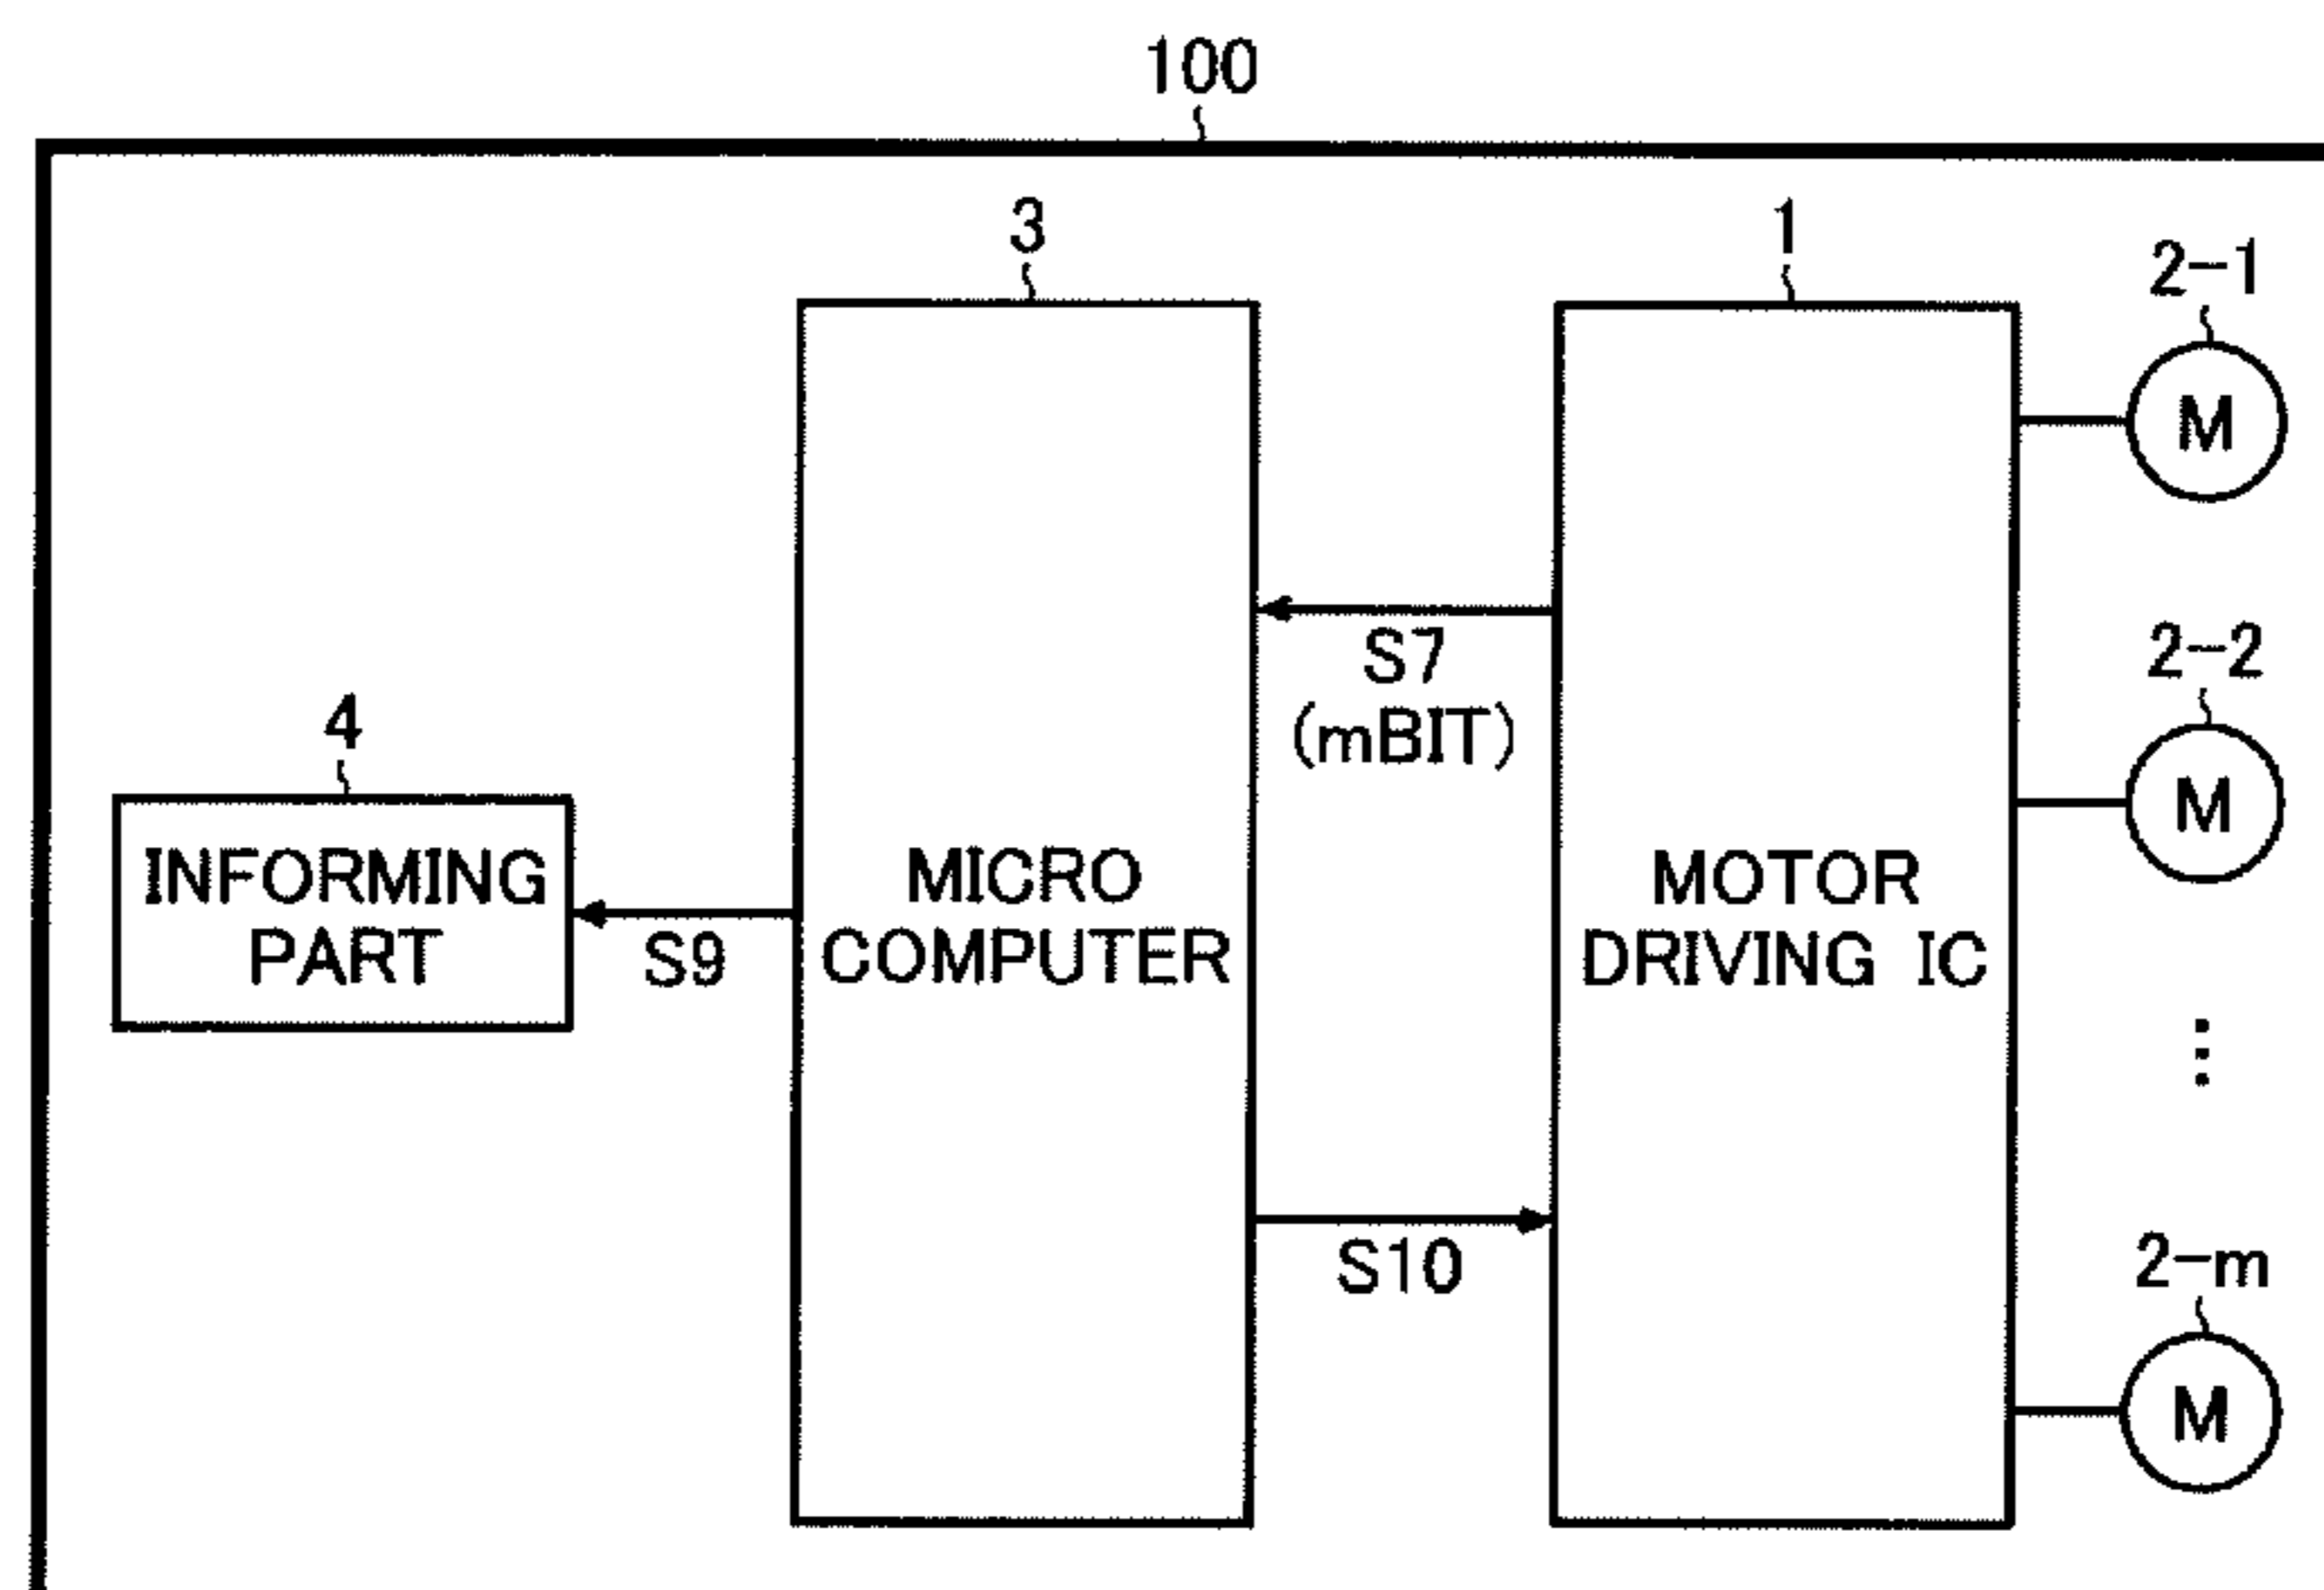 100
3
1
2-1
M
S7
(mBIT)
2-2
M
4
INFORMING
PART
S9
MICRO
COMPUTER
MOTOR
DRIVING IC
S10
2-m
M